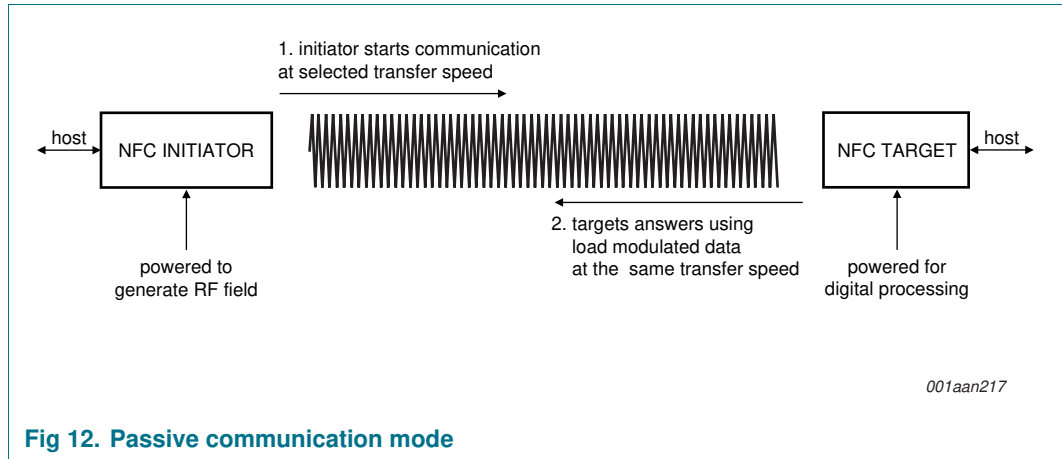 1. initiator starts communication
at selected transfer speed
host
NFC INITIATOR
NFC TARGET
host
2. targets answers using
load modulated data
at the same transfer speed
powered to
generate RF field
powered for
digital processing
001aan217
Fig 12. Passive communication mode